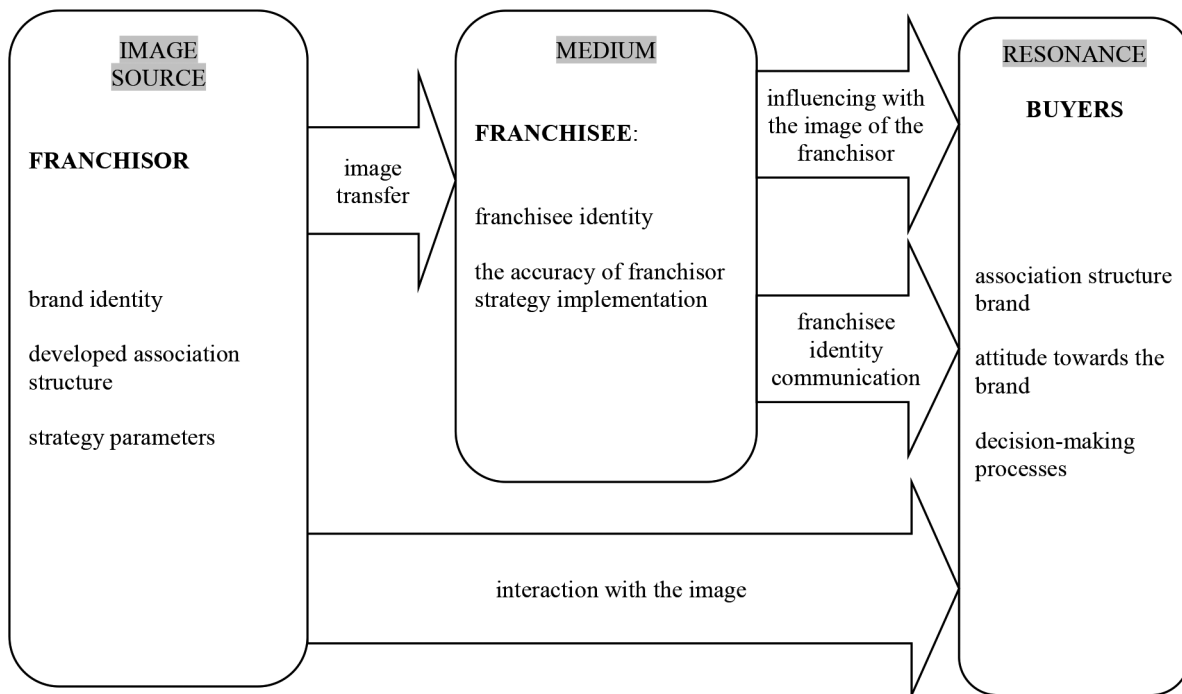 IMAGE
SOURCE
FRANCHISOR
brand identity
developed association
structure
strategy parameters
image
transfer
MEDIUM
FRANCHISEE:
franchisee identity
the accuracy of franchisor
strategy implementation
influencing with
the image of the
franchisor
franchisee
identity
communication
interaction with the image
RESONANCE
BUYERS
association structure
brand
attitude towards the
brand
decision-making
processes